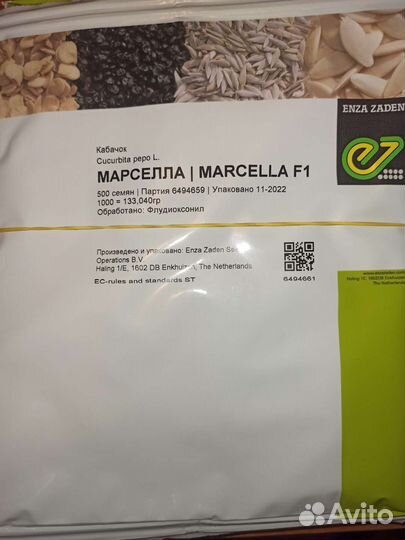 ENZA ZADEN
Кабачок
Cucurbita pepo L.
МАРСЕЛЛА | MARCELLA F1
500 семян | Партия 6494659 | Упаковано 11-2022
1000 = 133,040гр
Обработано: Флудиоксонил
Произведено и упаковано: Enza Zaden
Operations B.V.
Haling 1/E, 1602 DB Enkhuizen, The Netherlands
EC-rules and standards ST
6494661
The Netherlands
Avito